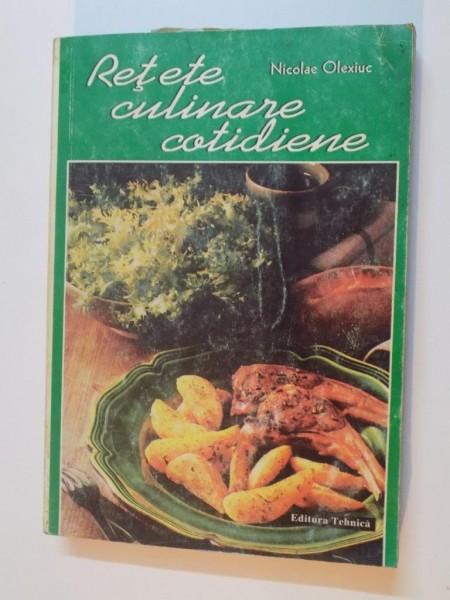 Rețete
culinare
cotidiene
Nicolae Olexiuc
Editura Tehnică